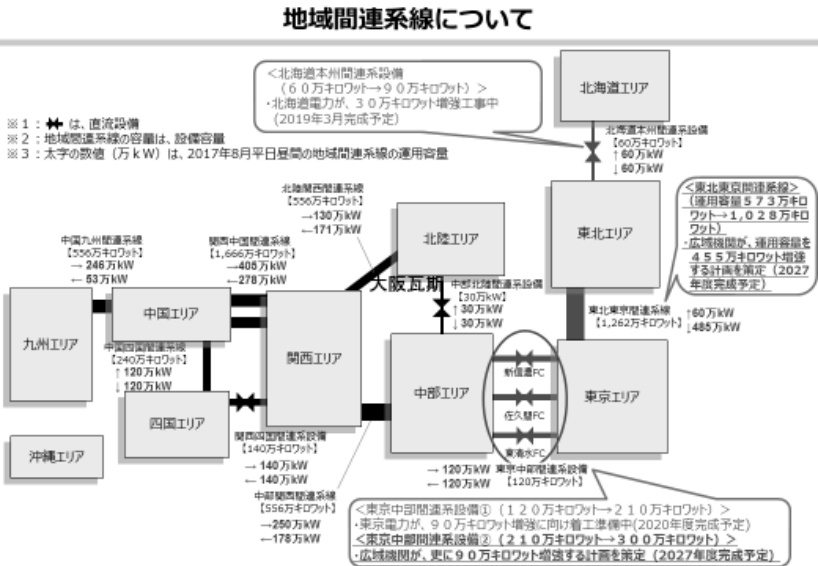 地域間連系線について
※1：は、直流設備
※2：地域間連系線の容量は、設備容量
※3：太字の数値（万ｋＷ）は、2017年8月平日昼間の地域間連系線の運用容量
＜北海道本州間連系設備
（６０万キロワット→９０万キロワット）＞
・北海道電力が、３０万キロワット増強工事中
（2019年3月完成予定）
北海道エリア
北海道本州間連系設備
【60万キロワット】
↑60万kW
↓60万kW
東北エリア
＜東北東京間連系線＞
（運用容量５７３万キロ
ワット→１,０２８万キロ
ワット）
・広域機関が、運用容量を
４５５万キロワット増強
する計画を策定（2027
年度完成予定）
北陸関西間連系線
【556万キロワット】
→130万kW
←171万kW
北陸エリア
大阪瓦斯
中部北陸間連系設備
【30万kW】
↑30万kW
↓30万kW
中国九州間連系線
【556万キロワット】
→ 246万kW
← 53万kW
関西中国間連系線
【1,666万キロワット】
→405万kW
←278万kW
東北東京間連系線
【1,262万キロワット】
↑60万kW
↓485万kW
九州エリア
中国エリア
関西エリア
中部エリア
東京エリア
新信濃FC
佐久間FC
東清水FC
中国四国間連系線
【240万キロワット】
↑ 120万kW
↓ 120万kW
四国エリア
沖縄エリア
関西四国間連系設備
【140万キロワット】
→ 140万kW
← 140万kW
中部関西間連系線
【556万キロワット】
→250万kW
←178万kW
→ 120万kW
← 120万kW
東京中部間連系設備
【120万キロワット】
＜東京中部間連系設備①（１２０万キロワット→２１０万キロワット）＞
・東京電力が、９０万キロワット増強に向け着工準備中(2020年度完成予定)
＜東京中部間連系設備②（２１０万キロワット→３００万キロワット）＞
・広域機関が、更に９０万キロワット増強する計画を策定（2027年度完成予定）